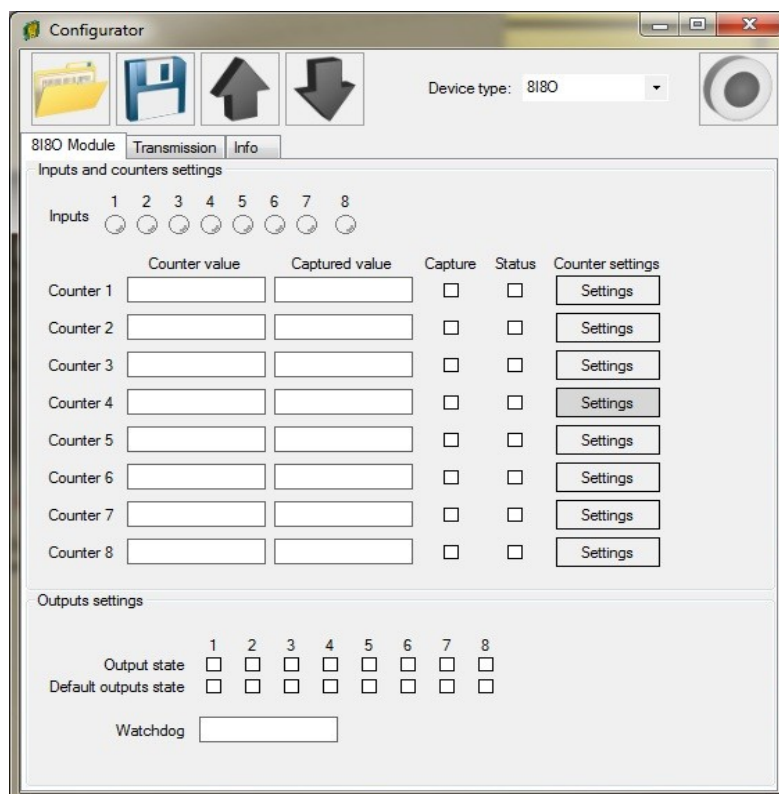 Configurator
Device type: 8I8O
8I8O Module Transmission Info
Inputs and counters settings
1 2 3 4 5 6 7 8
Inputs
Counter value Captured value Capture Status Counter settings
Counter 1 Settings
Counter 2 Settings
Counter 3 Settings
Counter 4 Settings
Counter 5 Settings
Counter 6 Settings
Counter 7 Settings
Counter 8 Settings
Outputs settings
1 2 3 4 5 6 7 8
Output state
Default outputs state
Watchdog